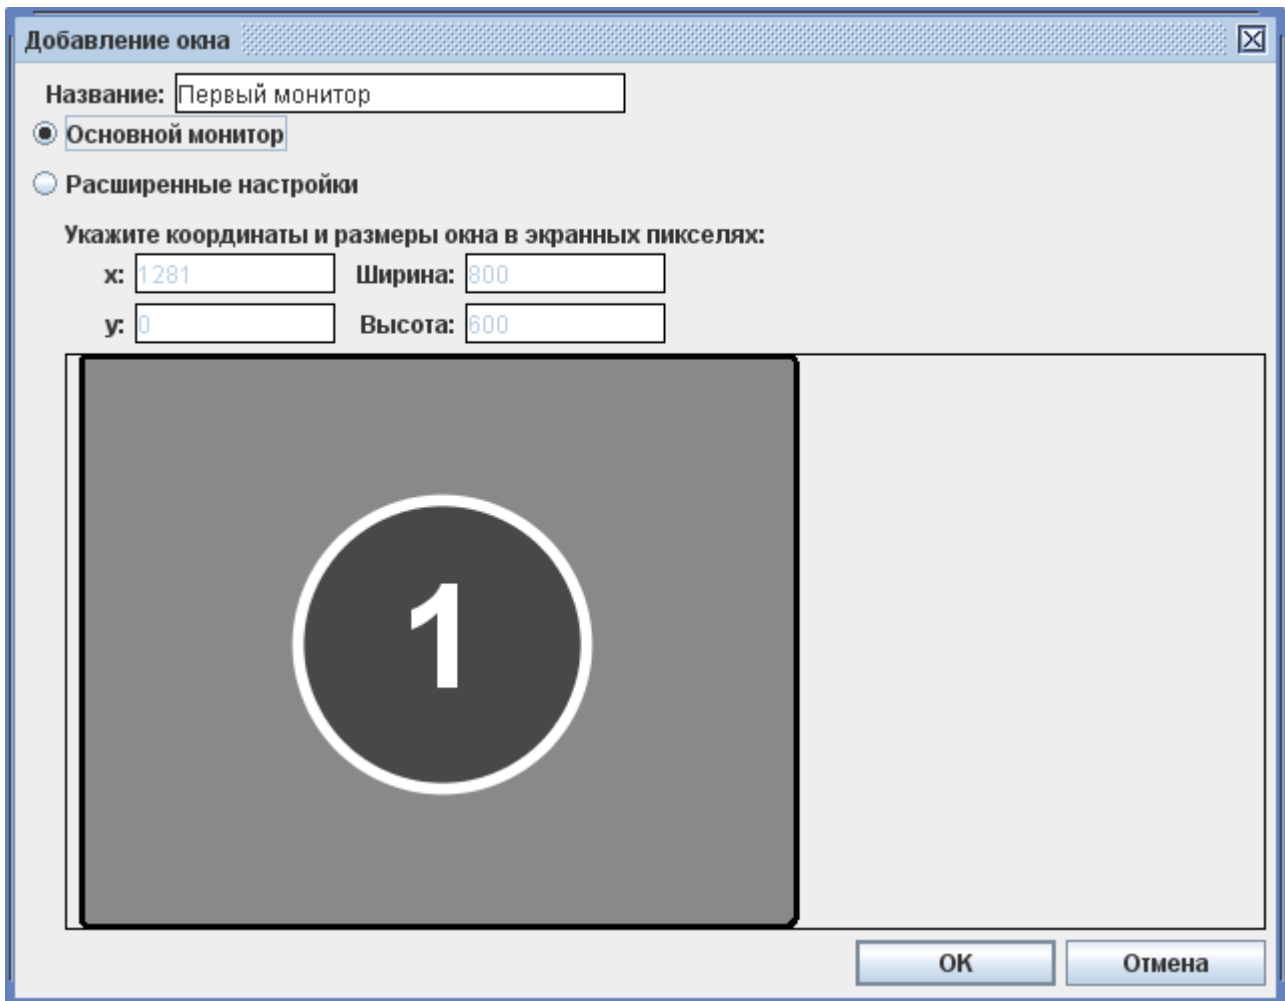 Добавление окна
Название: Первый монитор
Основной монитор
Расширенные настройки
Укажите координаты и размеры окна в экранных пикселях:
x: 1281 Ширина: 800
y: 0 Высота: 600
1
OK Отмена